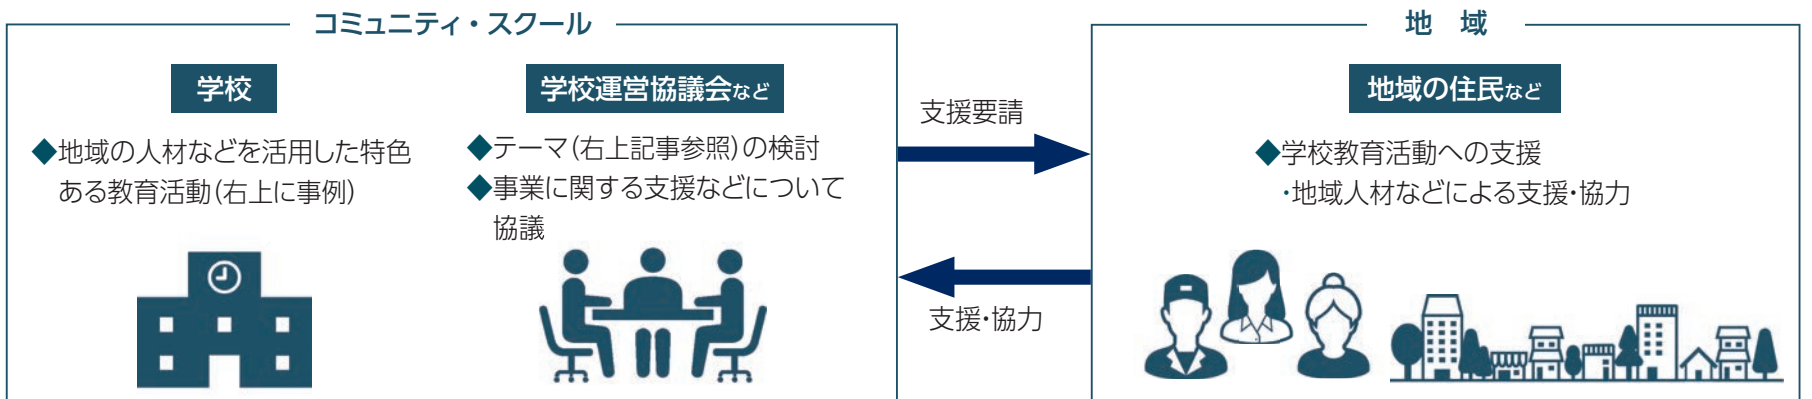 コミュニティ・スクール
学校
◆地域の人材などを活用した特色
ある教育活動(右上に事例)
学校運営協議会など
◆テーマ(右上記事参照)の検討
◆事業に関する支援などについて
協議
支援要請
支援・協力
地　域
地域の住民など
◆学校教育活動への支援
・地域人材などによる支援・協力